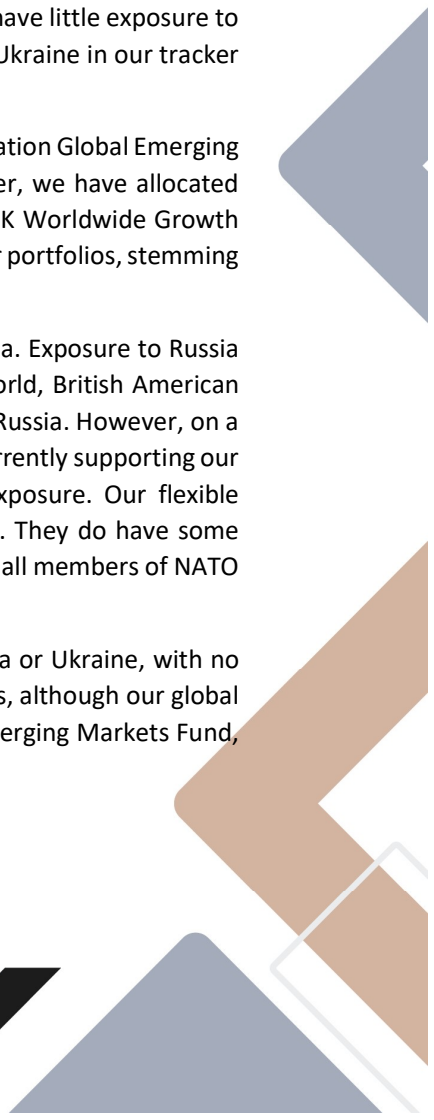 have little exposure to
Ukraine in our tracker
ation Global Emerging
er, we have allocated
K Worldwide Growth
r portfolios, stemming
a. Exposure to Russia
orld, British American
Russia. However, on a
rrently supporting our
xposure. Our flexible
. They do have some
all members of NATO
a or Ukraine, with no
s, although our global
erging Markets Fund,